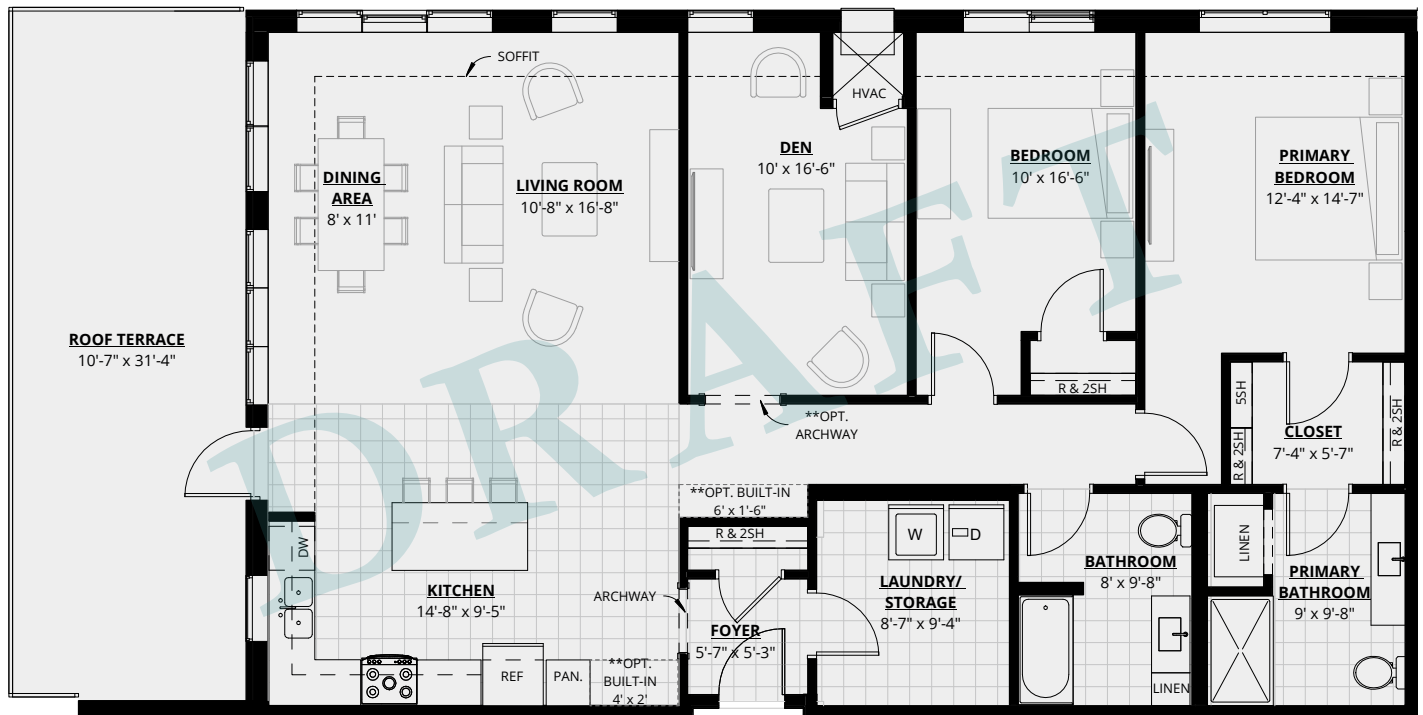 SOFFIT
HVAC
DEN
10' x 16'-6"
BEDROOM
10' x 16'-6"
PRIMARY
BEDROOM
12'-4" x 14'-7"
DINING
AREA
8' x 11'
LIVING ROOM
10'-8" x 16'-8"
ROOF TERRACE
10'-7" x 31'-4"
DRAFT
R & 2SH
5SH
R & 2SH
R & 2SH
CLOSET
7'-4" x 5'-7"
**OPT.
ARCHWAY
**OPT. BUILT-IN
6' x 1'-6"
R & 2SH
DW
W
D
LINEN
BATHROOM
8' x 9'-8"
KITCHEN
14'-8" x 9'-5"
ARCHWAY
LAUNDRY/
STORAGE
8'-7" x 9'-4"
PRIMARY
BATHROOM
9' x 9'-8"
FOYER
5'-7" x 5'-3"
REF
PAN.
**OPT.
BUILT-IN
4' x 2'
LINEN